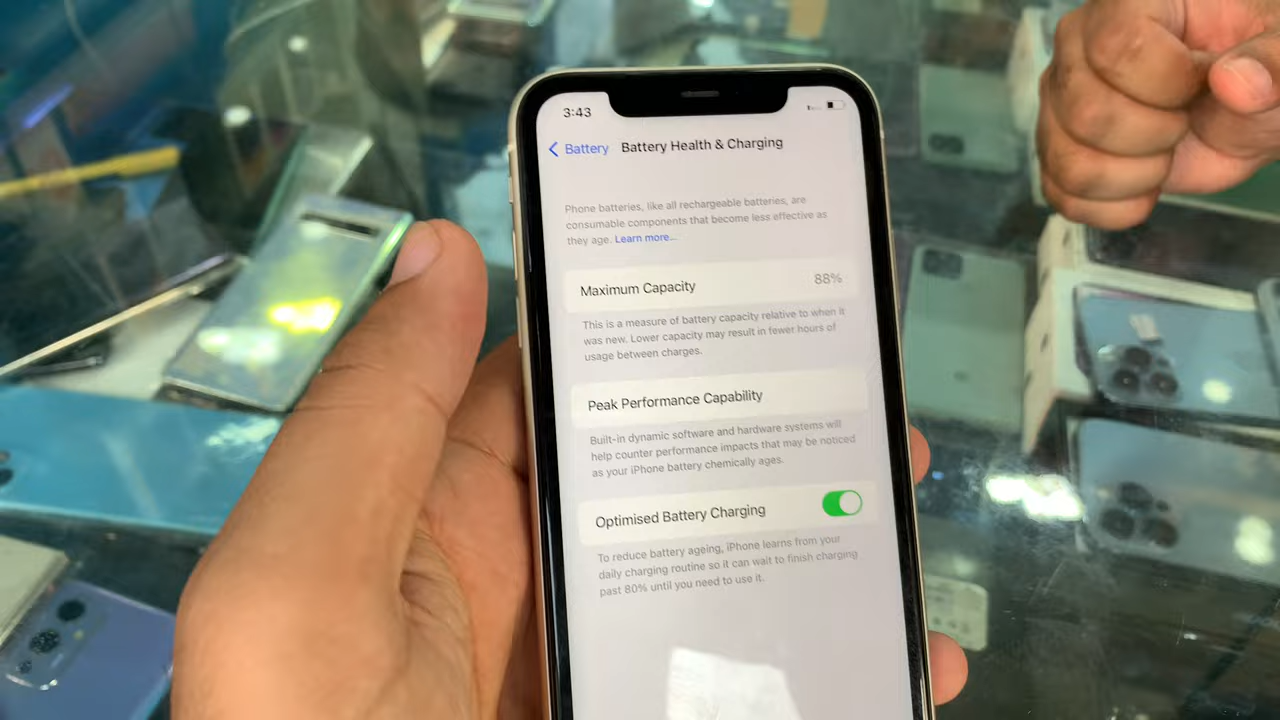 3:43
Battery Battery Health & Charging
Phone batteries, like all rechargeable batteries, are
consumable components that become less effective as
they age. Learn more...
Maximum Capacity 88%
This is a measure of battery capacity relative to when it
was new. Lower capacity may result in fewer hours of
usage between charges.
Peak Performance Capability
Built-in dynamic software and hardware systems will
help counter performance impacts that may be noticed
as your iPhone battery chemically ages.
Optimised Battery Charging
To reduce battery ageing, iPhone learns from your
daily charging routine so it can wait to finish charging
past 80% until you need to use it.